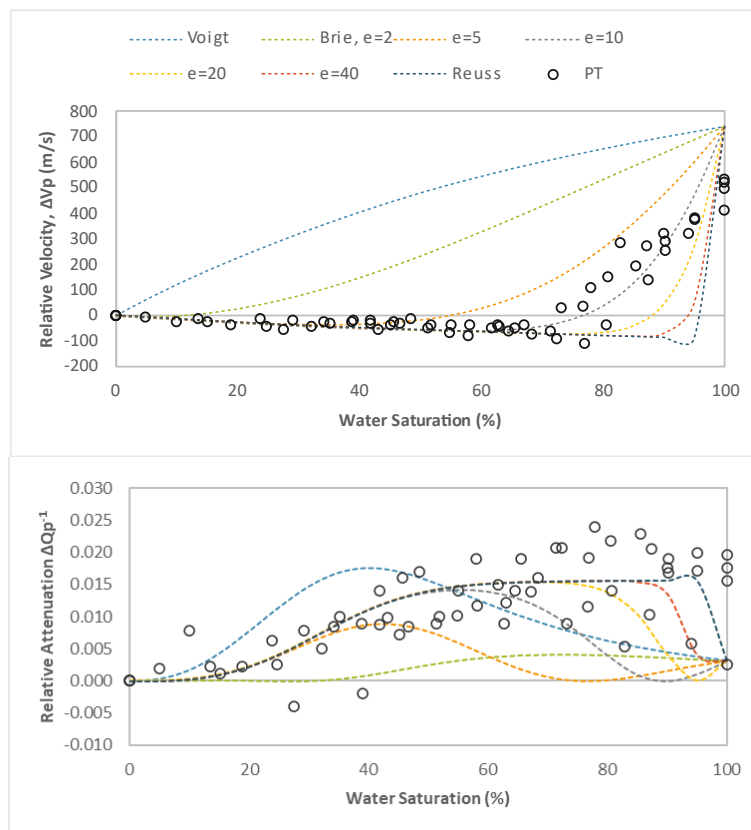 Voigt Brie, e=2 e=5 e=10
e=20 e=40 Reuss PT
Relative Velocity, ΔVp (m/s)
800
700
600
500
400
300
200
100
0
-100
-200
0 20 40 60 80 100
Water Saturation (%)
Relative Attenuation ΔQp⁻¹
0.030
0.025
0.020
0.015
0.010
0.005
0.000
-0.005
-0.010
0 20 40 60 80 100
Water Saturation (%)